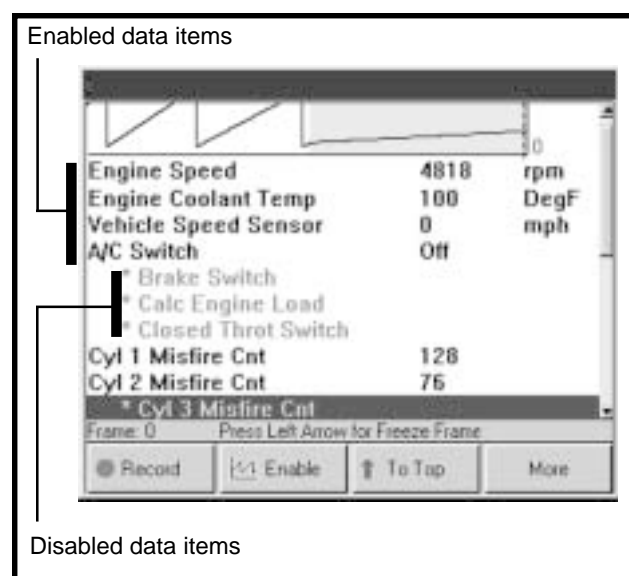 Enabled data items
0
Engine Speed 4818 rpm
Engine Coolant Temp 100 DegF
Vehicle Speed Sensor 0 mph
A/C Switch Off
* Brake Switch
* Calc Engine Load
* Closed Throt Switch
Cyl 1 Misfire Cnt 128
Cyl 2 Misfire Cnt 76
* Cyl 3 Misfire Cnt
Frame: 0 Press Left Arrow for Freeze Frame
Record Enable To Top More
Disabled data items